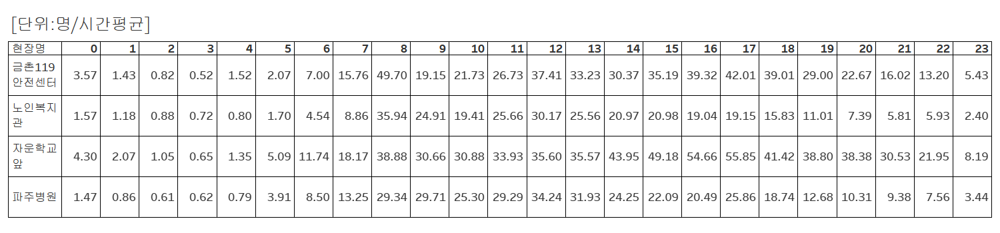 [단위:명/시간평균]
현장명 0 1 2 3 4 5 6 7 8 9 10 11 12 13 14 15 16 17 18 19 20 21 22 23
금촌119
안전센터 3.57 1.43 0.82 0.52 1.52 2.07 7.00 15.76 49.70 19.15 21.73 26.73 37.41 33.23 30.37 35.19 39.32 42.01 39.01 29.00 22.67 16.02 13.20 5.43
노인복지
관 1.57 1.18 0.88 0.72 0.80 1.70 4.54 8.86 35.94 24.91 19.41 25.66 30.17 25.56 20.97 20.98 19.04 19.15 15.83 11.01 7.39 5.81 5.93 2.40
자운학교
앞 4.30 2.07 1.05 0.65 1.35 5.09 11.74 18.17 38.88 30.66 30.88 33.93 35.60 35.57 43.95 49.18 54.66 55.85 41.42 38.80 38.38 30.53 21.95 8.19
파주병원 1.47 0.86 0.61 0.62 0.79 3.91 8.50 13.25 29.34 29.71 25.30 29.29 34.24 31.93 24.25 22.09 20.49 25.86 18.74 12.68 10.31 9.38 7.56 3.44